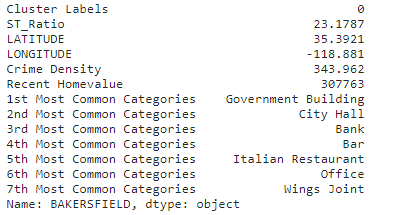 Cluster Labels 0
ST_Ratio 23.1787
LATITUDE 35.3921
LONGITUDE -118.881
Crime Density 343.962
Recent Homevalue 307763
1st Most Common Categories Government Building
2nd Most Common Categories City Hall
3rd Most Common Categories Bank
4th Most Common Categories Bar
5th Most Common Categories Italian Restaurant
6th Most Common Categories Office
7th Most Common Categories Wings Joint
Name: BAKERSFIELD, dtype: object